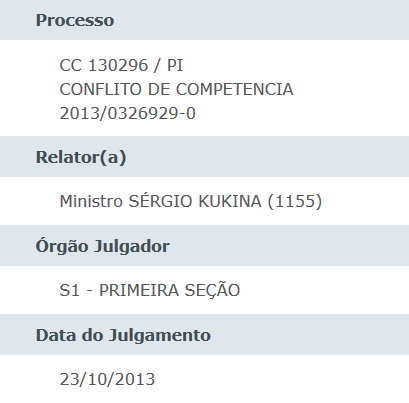 Processo
CC 130296 / PI
CONFLITO DE COMPETENCIA
2013/0326929-0
Relator(a)
Ministro SÉRGIO KUKINA (1155)
Órgão Julgador
S1 - PRIMEIRA SEÇÃO
Data do Julgamento
23/10/2013